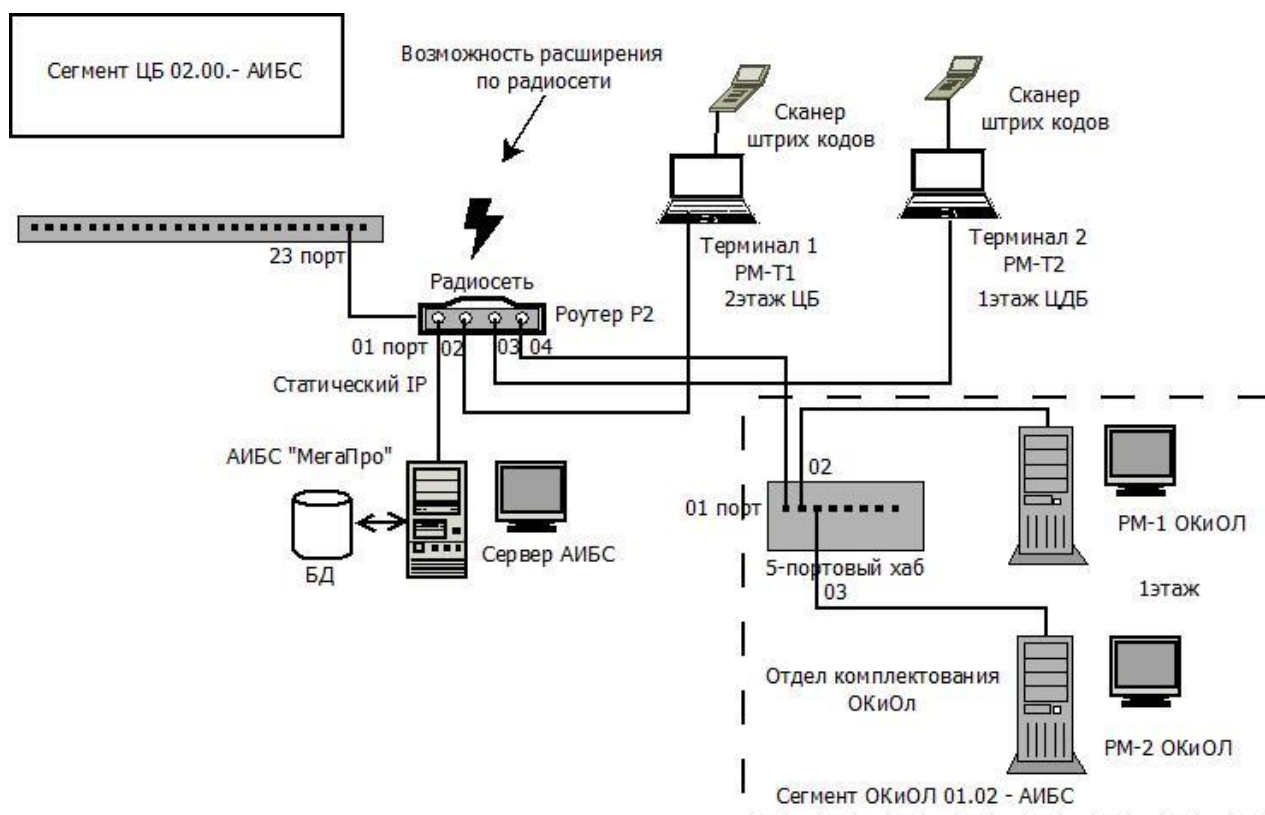 Сегмент ЦБ 02.00.- АИБС
Возможность расширения
по радиосети
Сканер
штрих кодов
Сканер
штрих кодов
23 порт
Радиосеть
Роутер Р2
Терминал 1
РМ-Т1
2этаж ЦБ
Терминал 2
РМ-Т2
1этаж ЦДБ
01 порт
02
03
04
Статический IP
АИБС "МегаПро"
БД
Сервер АИБС
02
01 порт
5-портовый хаб
03
РМ-1 ОКиОЛ
1этаж
Отдел комплектования
ОКиОл
РМ-2 ОКиОЛ
Сегмент ОКиОЛ 01.02 - АИБС